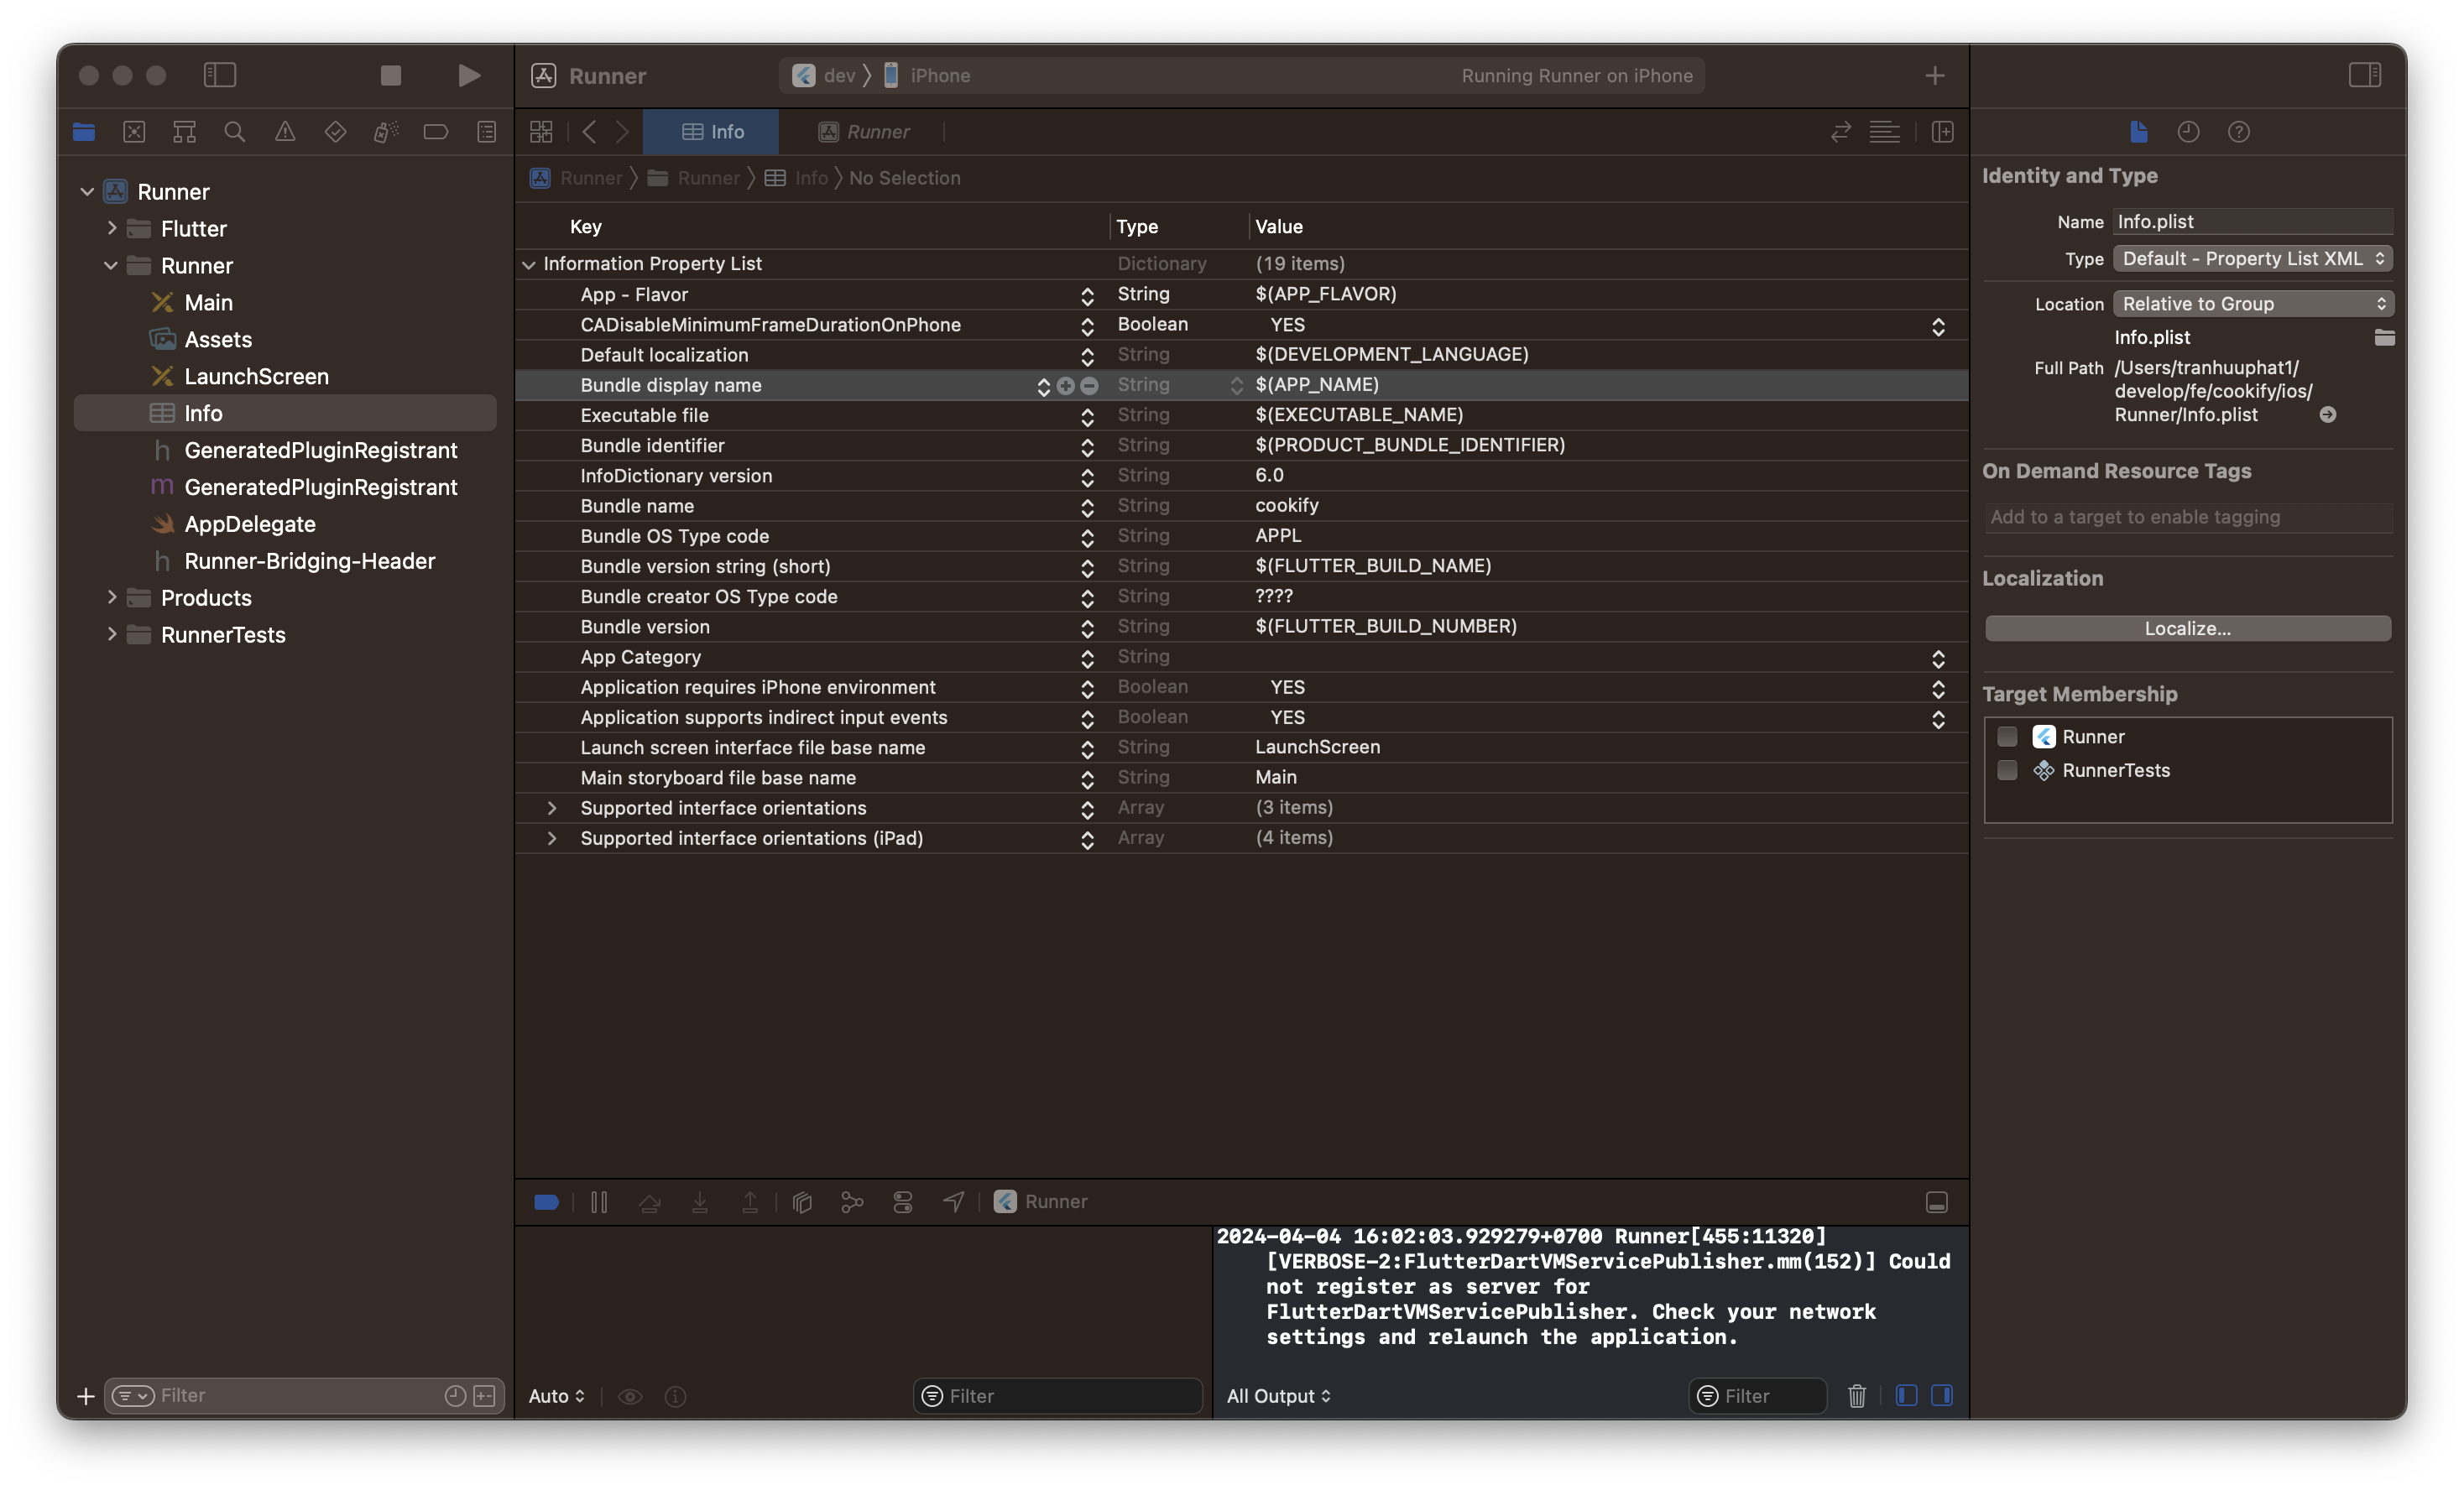 Runner
dev
iPhone
Running Runner on iPhone
Info
Runner
Runner
Runner
Info
No Selection
Runner
Flutter
Runner
Main
Assets
LaunchScreen
Info
GeneratedPluginRegistrant
GeneratedPluginRegistrant
AppDelegate
Runner-Bridging-Header
Products
RunnerTests
Filter
Key Type Value
Information Property List Dictionary (19 items)
App - Flavor String $(APP_FLAVOR)
CADisableMinimumFrameDurationOnPhone Boolean YES
Default localization String $(DEVELOPMENT_LANGUAGE)
Bundle display name String $(APP_NAME)
Executable file String $(EXECUTABLE_NAME)
Bundle identifier String $(PRODUCT_BUNDLE_IDENTIFIER)
InfoDictionary version String 6.0
Bundle name String cookify
Bundle OS Type code String APPL
Bundle version string (short) String $(FLUTTER_BUILD_NAME)
Bundle creator OS Type code String ????
Bundle version String $(FLUTTER_BUILD_NUMBER)
App Category String
Application requires iPhone environment Boolean YES
Application supports indirect input events Boolean YES
Launch screen interface file base name String LaunchScreen
Main storyboard file base name String Main
Supported interface orientations Array (3 items)
Supported interface orientations (iPad) Array (4 items)
Runner
2024-04-04 16:02:03.929279+0700 Runner[455:11320]
[VERBOSE-2:FlutterDartVMServicePublisher.mm(152)] Could
not register as server for
FlutterDartVMServicePublisher. Check your network
settings and relaunch the application.
Auto
Filter
All Output
Filter
Identity and Type
Name Info.plist
Type Default - Property List XML
Location Relative to Group
Info.plist
Full Path /Users/tranhuuphat1/
develop/fe/cookify/ios/
Runner/Info.plist
On Demand Resource Tags
Add to a target to enable tagging
Localization
Localize...
Target Membership
Runner
RunnerTests